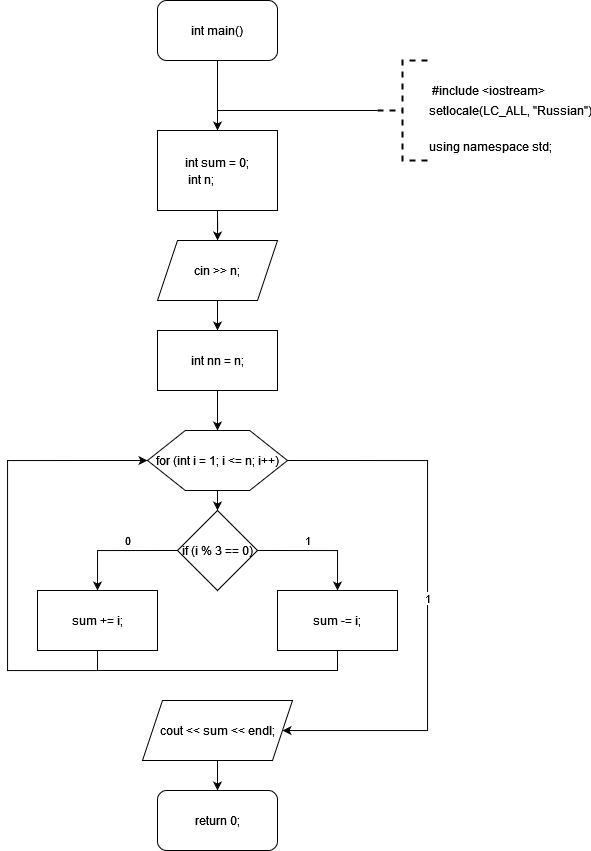 int main()
#include <iostream>
setlocale(LC_ALL, "Russian")
using namespace std;
int sum = 0;
int n;
cin >> n;
int nn = n;
for (int i = 1; i <= n; i++)
if (i % 3 == 0)
0
1
sum += i;
sum -= i;
1
cout << sum << endl;
return 0;